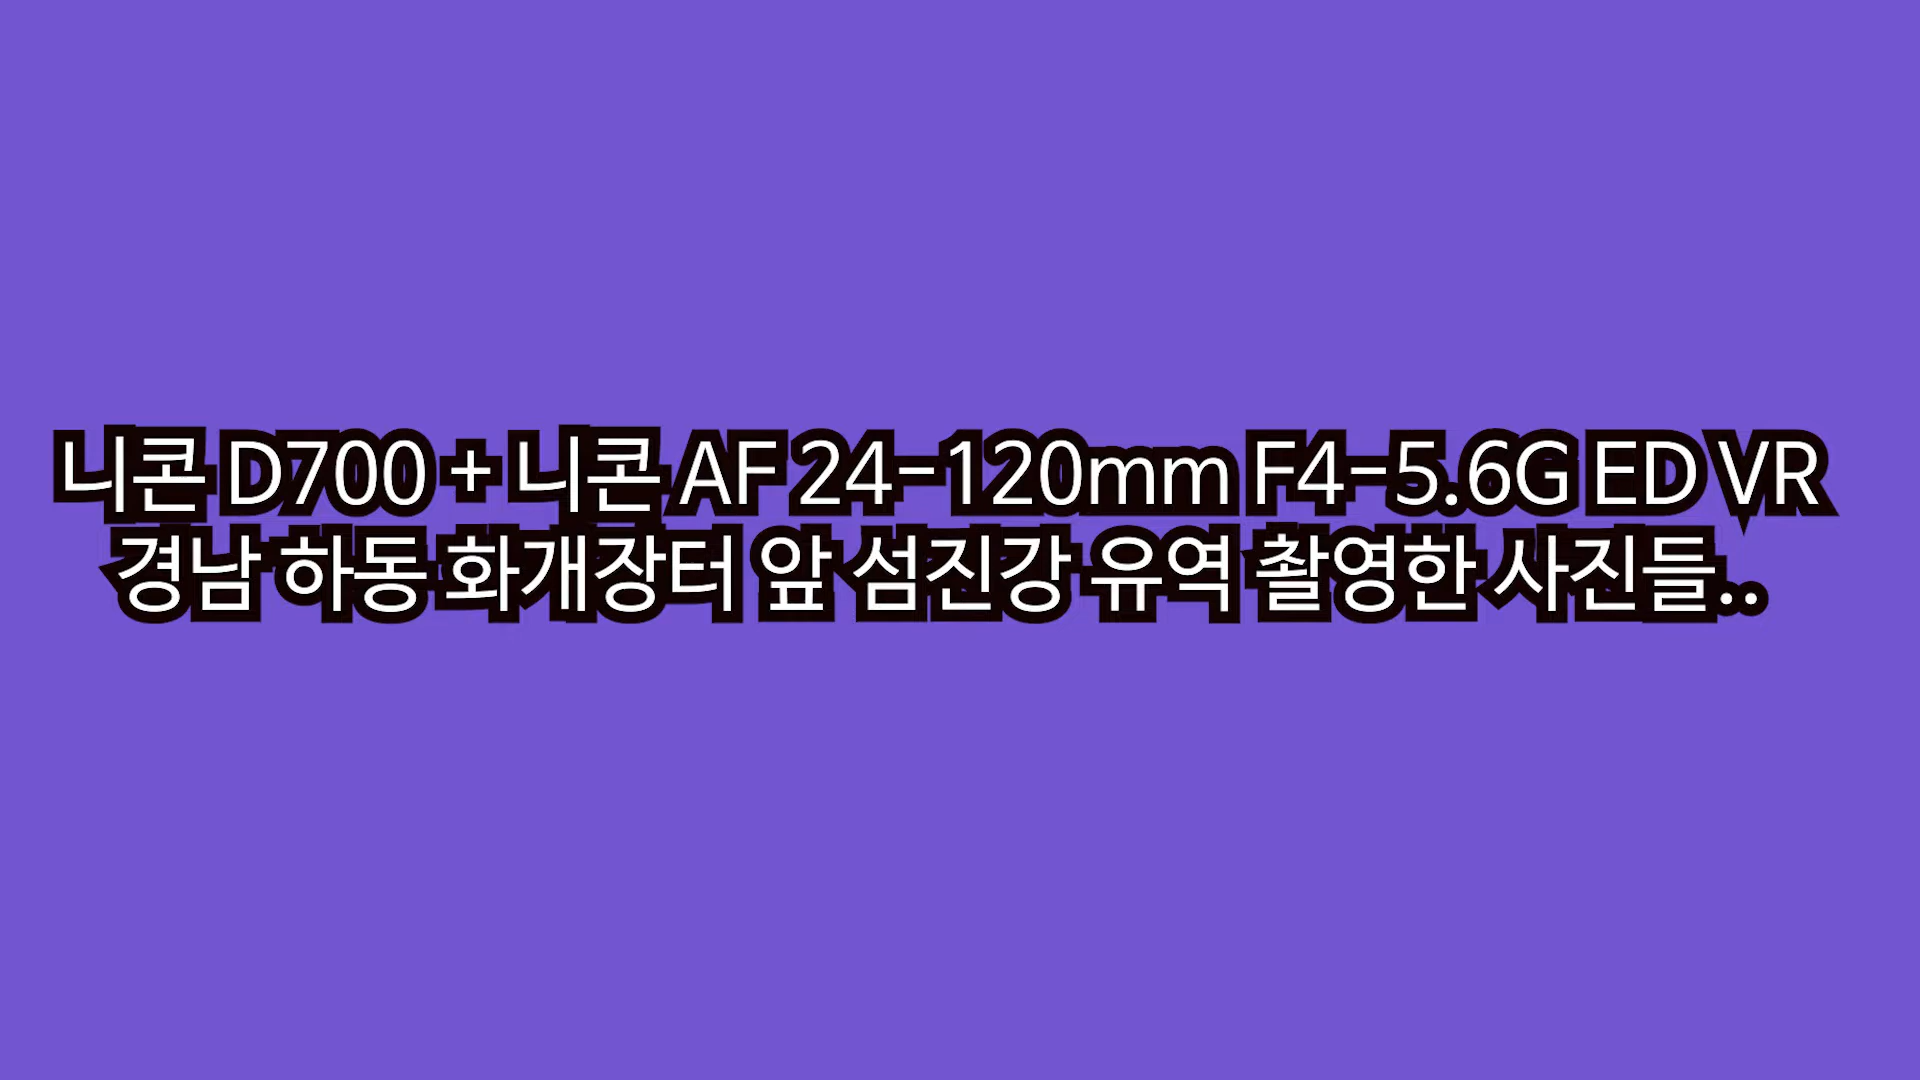 니콘 D700 + 니콘 AF 24-120mm F4-5.6G ED VR
경남 하동 화개장터 앞 섬진강 유역 촬영한 사진들..